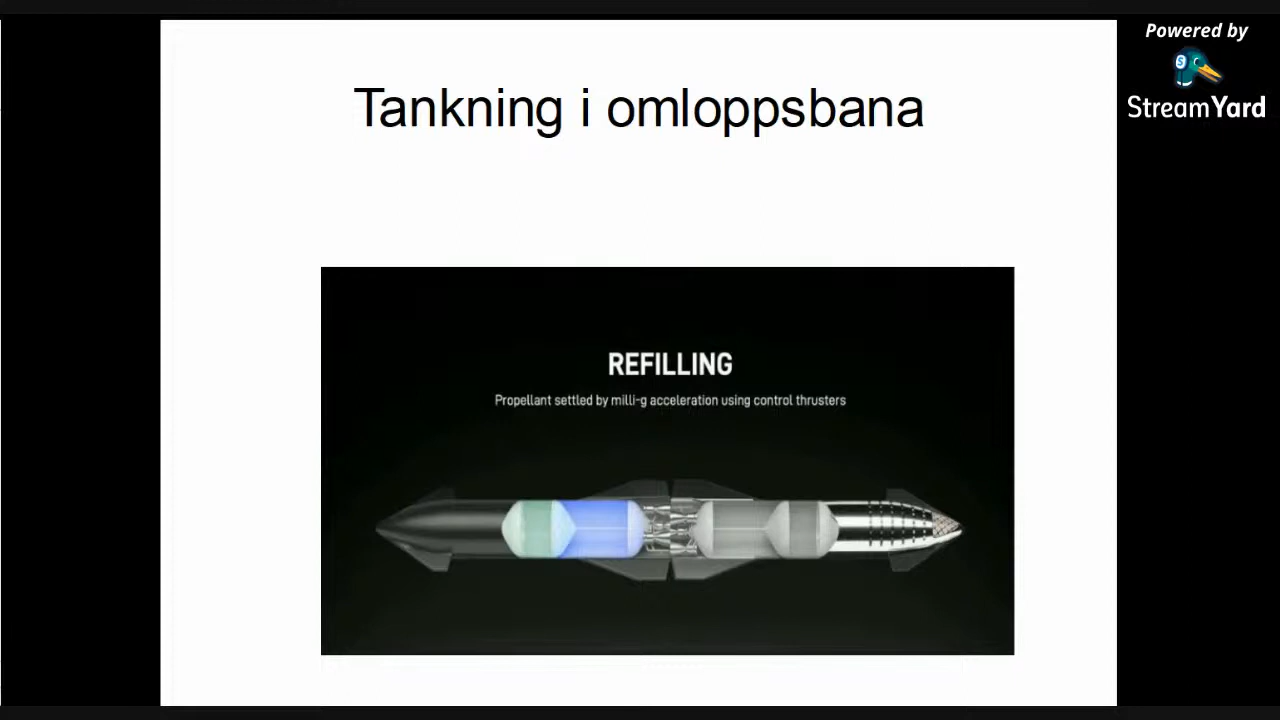 Powered by
StreamYard
Tankning i omloppsbana
REFILLING
Propellant settled by milli-g acceleration using control thrusters